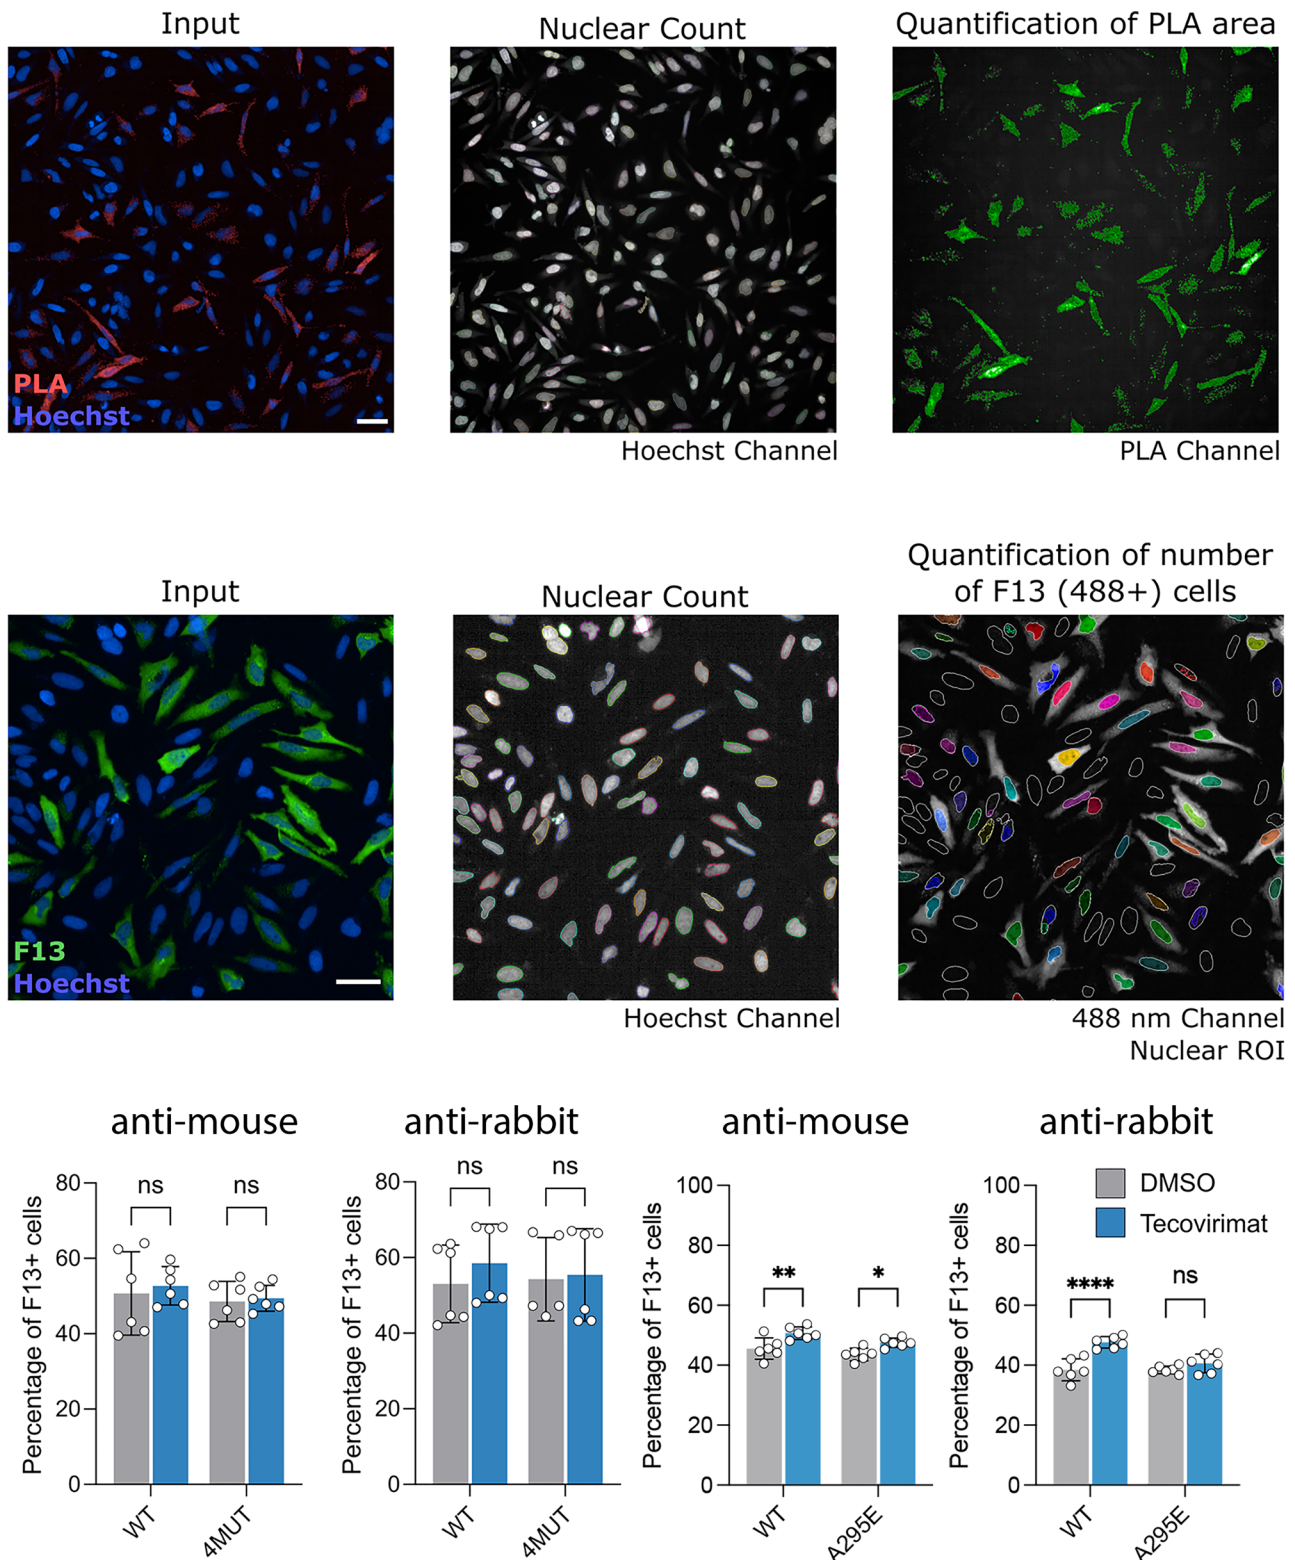 Input
Nuclear Count
Quantification of PLA area
PLA
Hoechst
Hoechst Channel
PLA Channel
Input
Nuclear Count
Quantification of number
of F13 (488+) cells
F13
Hoechst
Hoechst Channel
488 nm Channel
Nuclear ROI
anti-mouse
Percentage of F13+ cells
80
60
40
20
0
ns
ns
WT
4MUT
anti-rabbit
Percentage of F13+ cells
80
60
40
20
0
ns
ns
WT
4MUT
anti-mouse
Percentage of F13+ cells
100
80
60
40
20
0
**
*
WT
A295E
anti-rabbit
Percentage of F13+ cells
100
80
60
40
20
0
****
ns
WT
A295E
DMSO
Tecovirimat